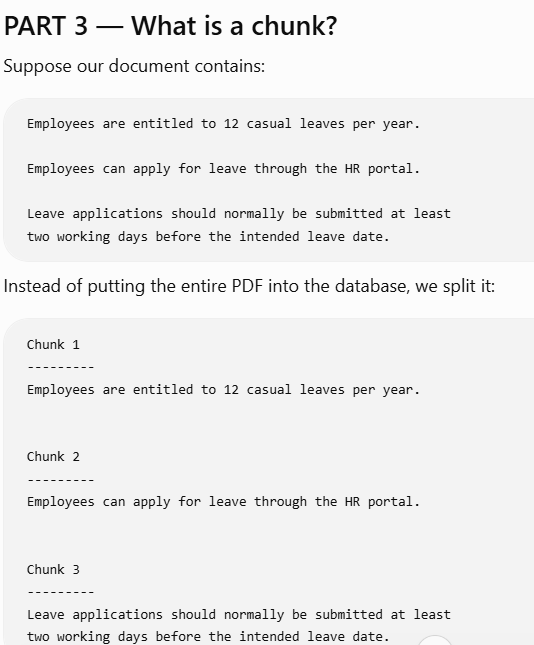 PART 3 — What is a chunk?
Suppose our document contains:
Employees are entitled to 12 casual leaves per year.
Employees can apply for leave through the HR portal.
Leave applications should normally be submitted at least
two working days before the intended leave date.
Instead of putting the entire PDF into the database, we split it:
Chunk 1
---------
Employees are entitled to 12 casual leaves per year.
Chunk 2
---------
Employees can apply for leave through the HR portal.
Chunk 3
---------
Leave applications should normally be submitted at least
two working days before the intended leave date.